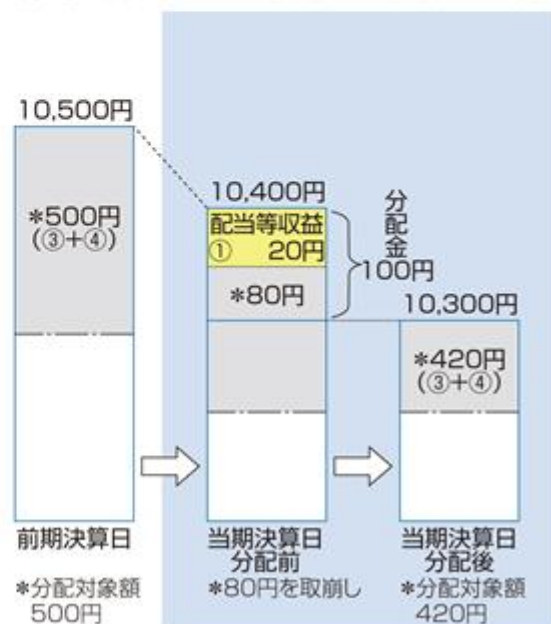 10,500円
*500円
(③+④)
前期決算日
*分配対象額
500円
10,400円
配当等収益
① 20円
*80円
分配金
100円
当期決算日
分配前
*80円を取崩し
10,300円
*420円
(③+④)
当期決算日
分配後
*分配対象額
420円